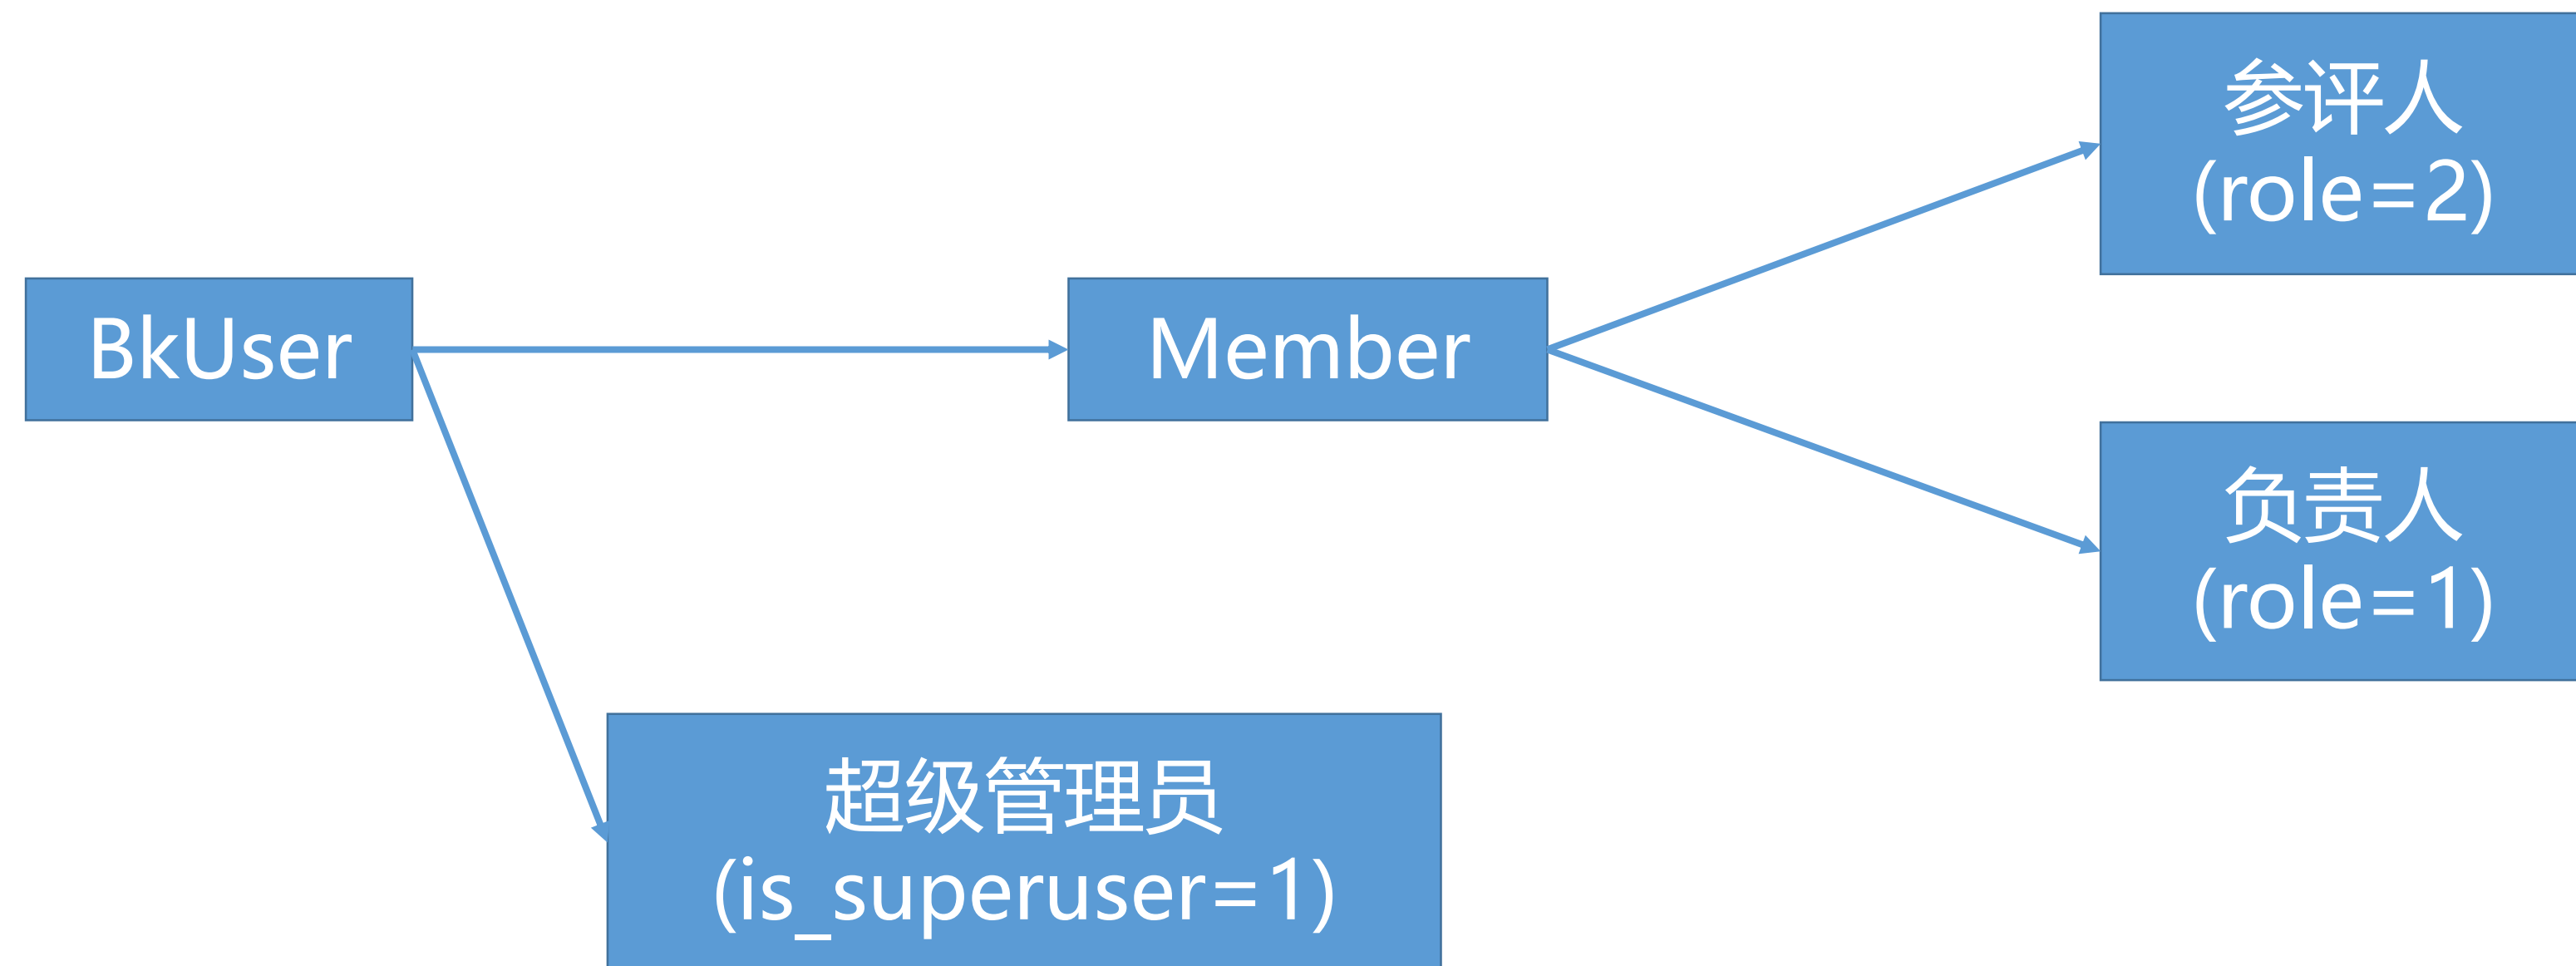 参评人
(role=2)
BkUser
Member
负责人
(role=1)
超级管理员
(is_superuser=1)